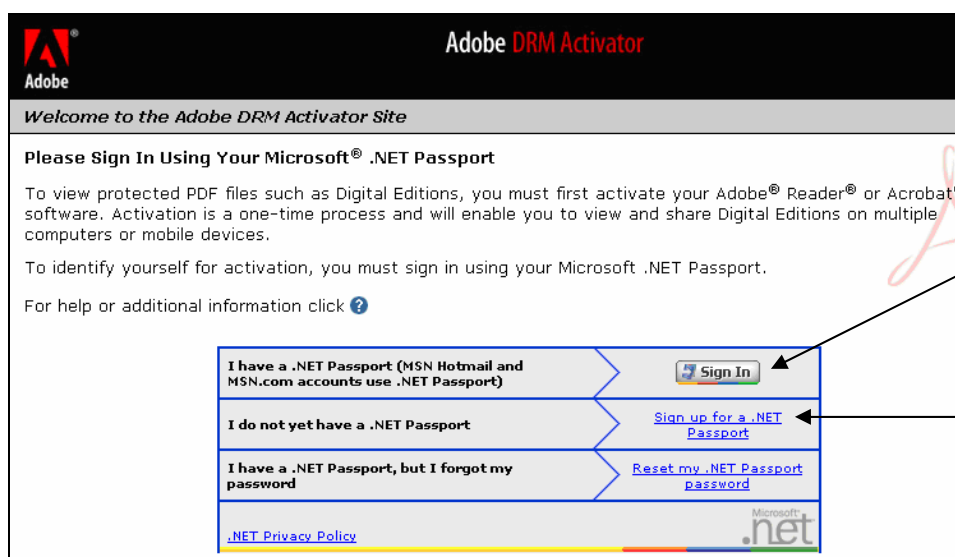 Adobe DRM Activator
Adobe
Welcome to the Adobe DRM Activator Site
Please Sign In Using Your Microsoft® .NET Passport
To view protected PDF files such as Digital Editions, you must first activate your Adobe® Reader® or Acrobat®
software. Activation is a one-time process and will enable you to view and share Digital Editions on multiple
computers or mobile devices.
To identify yourself for activation, you must sign in using your Microsoft .NET Passport.
For help or additional information click ?
I have a .NET Passport (MSN Hotmail and
MSN.com accounts use .NET Passport)
Sign In
I do not yet have a .NET Passport
Sign up for a .NET
Passport
I have a .NET Passport, but I forgot my
password
Reset my .NET Passport
password
.NET Privacy Policy
Microsoft
.net